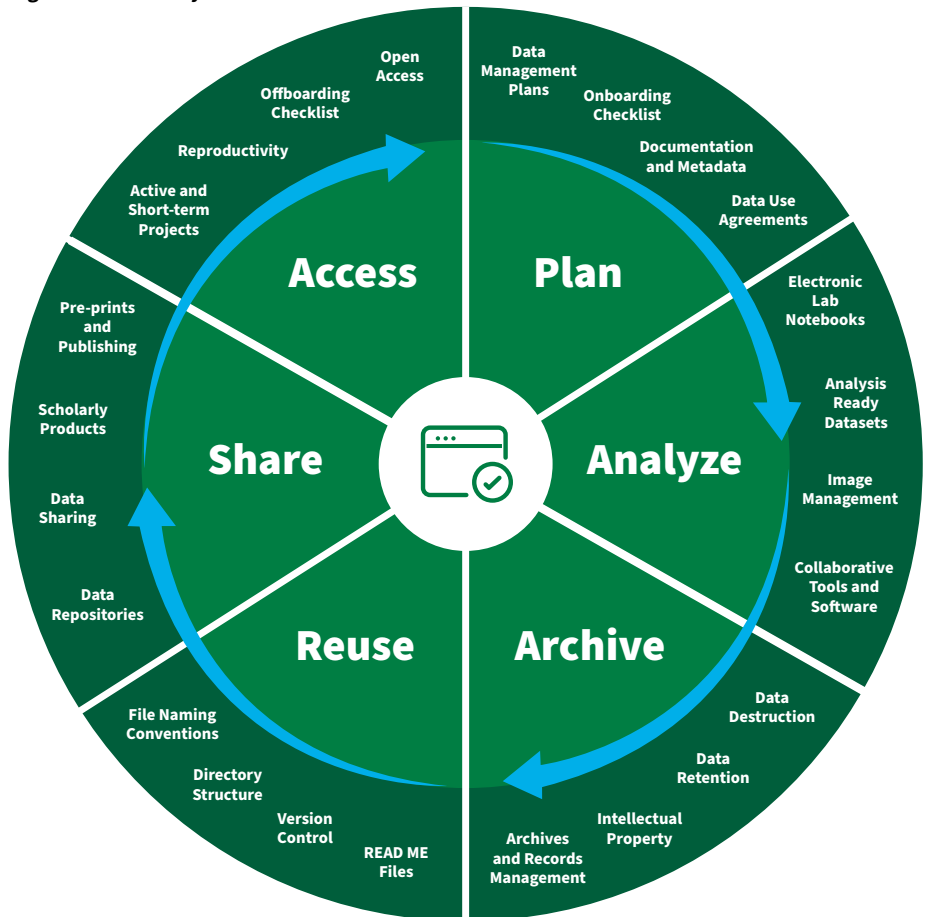 Open
Access
Offboarding
Checklist
Reproductivity
Active and
Short-term
Projects
Access
Data
Management
Plans
Onboarding
Checklist
Documentation
and Metadata
Data Use
Agreements
Plan
Electronic
Lab
Notebooks
Analysis
Ready
Datasets
Image
Management
Collaborative
Tools and
Software
Analyze
Data
Destruction
Data
Retention
Intellectual
Property
Archives
and Records
Management
Archive
READ ME
Files
Version
Control
Directory
Structure
File Naming
Conventions
Reuse
Data
Repositories
Data
Sharing
Scholarly
Products
Pre-prints
and
Publishing
Share